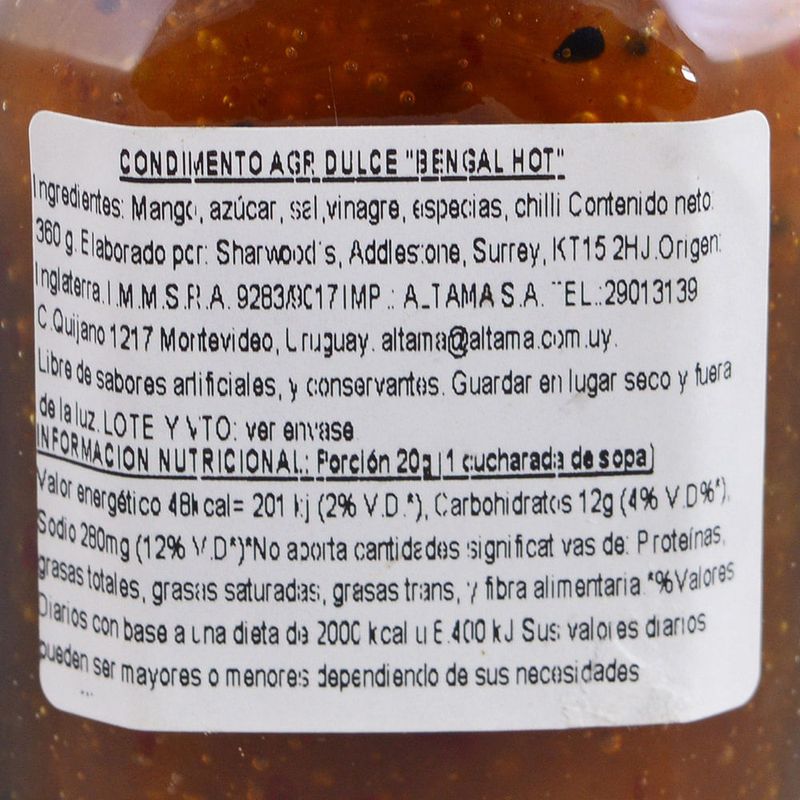 CONDIMENTO AGR. DULCE "BENGAL HOT"
Ingredientes: Mango, azúcar, sal, vinagre, especias, chilli Contenido neto:
360 g. Elaborado por: Sharwood's, Addlestone, Surrey, KT15 2HJ. Origen:
Inglaterra. I.M.M.S.R.A. IMP.: ALTAMA S.A. TEL.: 29013139
C. Quijano 1217 Montevideo, Uruguay. altama@altama.com.uy.
Libre de sabores artificiales, y conservantes. Guardar en lugar seco y fuera
de la luz. LOTE Y VTO: ver envase
INFORMACION NUTRICIONAL: Porción 20g (1 cucharada de sopa)
Valor energético 48kcal= 201 kj (2% V.D.*), Carbohidratos 12g (4% V.D%*),
Sodio 280mg (12% V.D*)*No aporta cantidades significativas de: Proteínas,
grasas totales, grasas saturadas, grasas trans, y fibra alimentaria.*%Valores
Diarios con base a una dieta de 2000 kcal u 8.400 kJ Sus valores diarios
pueden ser mayores o menores dependiendo de sus necesidades